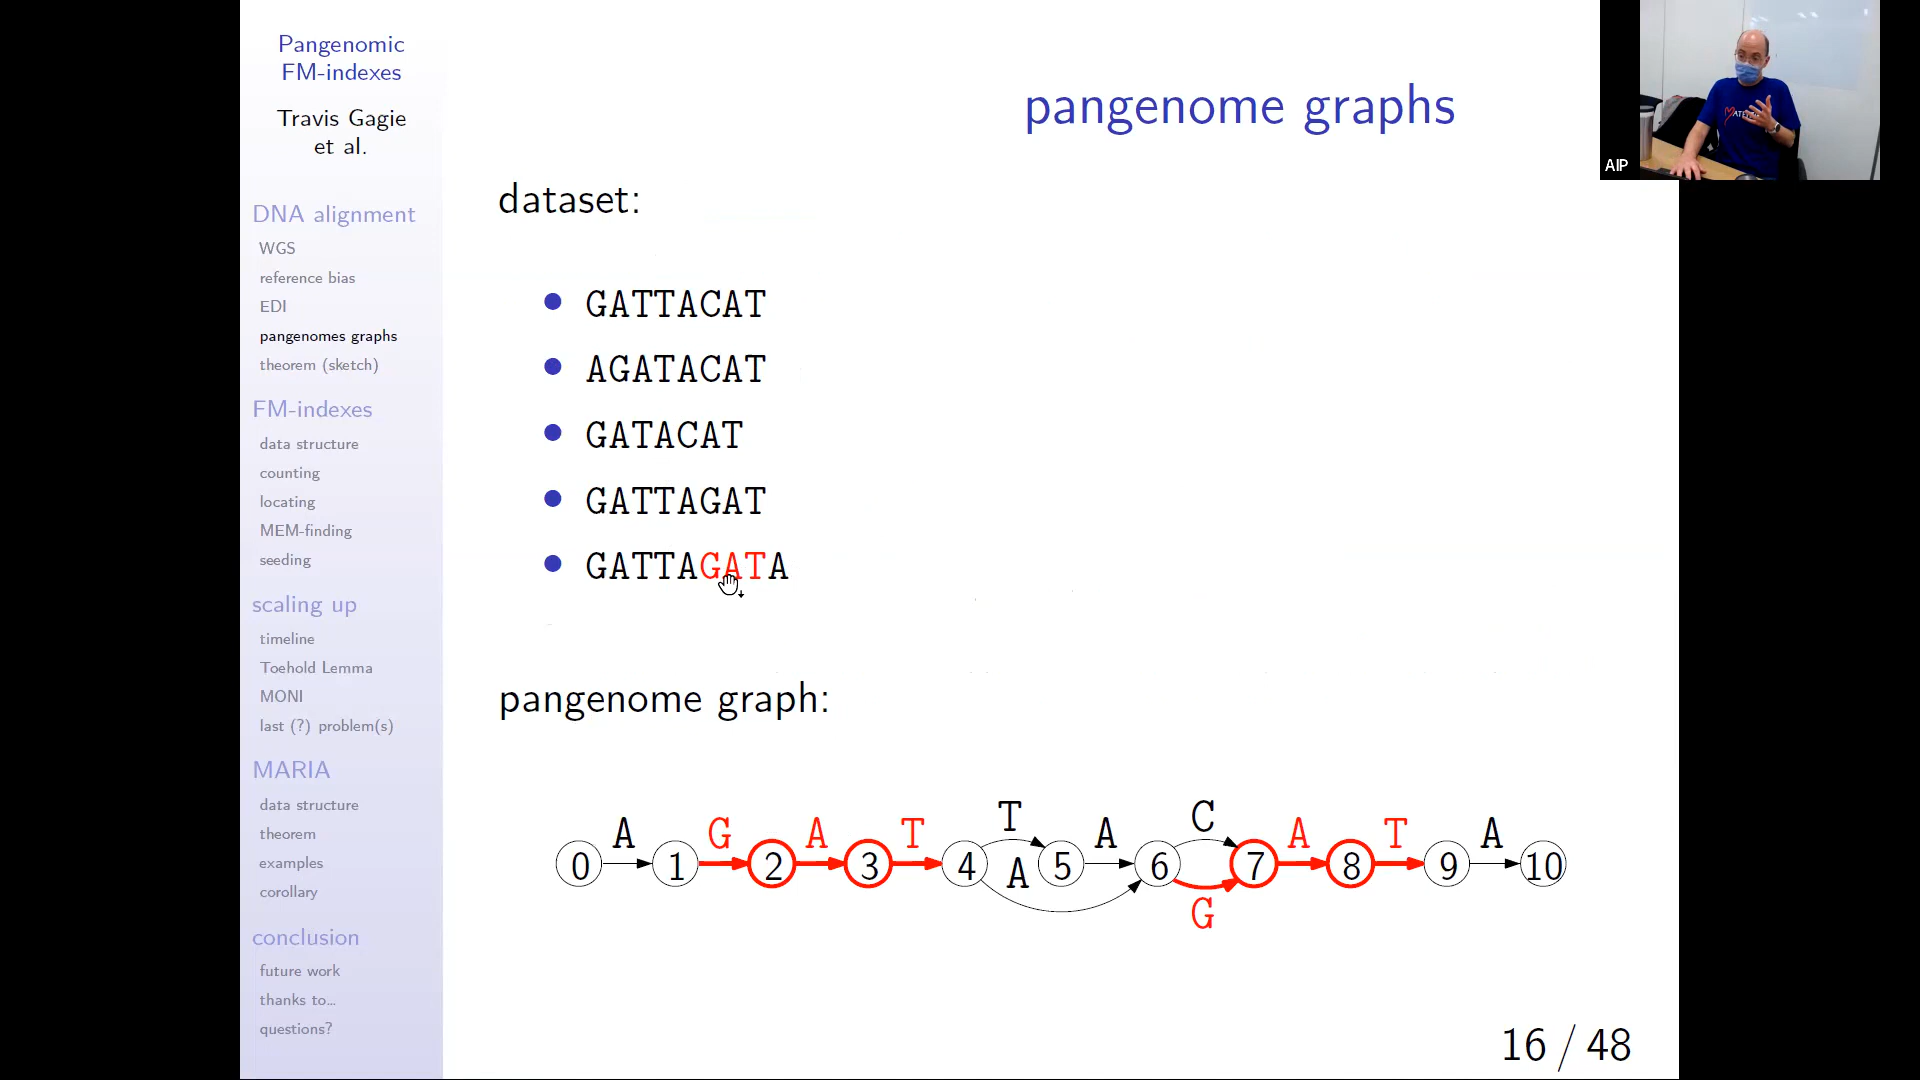 Pangenomic
FM-indexes
Travis Gagie
et al.
DNA alignment
WGS
reference bias
EDI
pangenomes graphs
theorem (sketch)
FM-indexes
data structure
counting
locating
MEM-finding
seeding
scaling up
timeline
Toehold Lemma
MONI
last (?) problem(s)
MARIA
data structure
theorem
examples
corollary
conclusion
future work
thanks to…
questions?
pangenome graphs
dataset:
GATTACAT
AGATACAT
GATACAT
GATTAGAT
GATTAGATA
pangenome graph:
A G A T T A A C G A T A
0 1 2 3 4 5 6 7 8 9 10
16 / 48
AIP